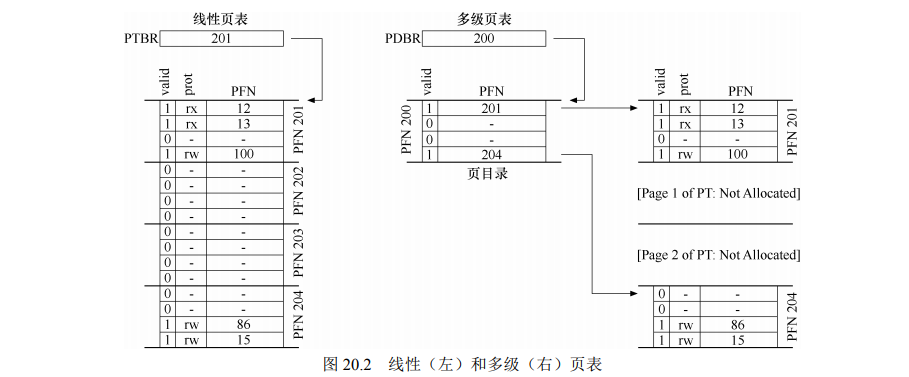 线性页表
PTBR 201
valid prot PFN
1 rx 12
1 rx 13
0 - -
1 rw 100
PFN 201
0 - -
0 - -
0 - -
0 - -
PFN 202
0 - -
0 - -
0 - -
0 - -
PFN 203
0 - -
0 - -
1 rw 86
1 rw 15
PFN 204
多级页表
PDBR 200
valid PFN
PFN 200
1 201
0 -
0 -
1 204
页目录
valid prot PFN
1 rx 12
1 rx 13
0 - -
1 rw 100
PFN 201
[Page 1 of PT: Not Allocated]
[Page 2 of PT: Not Allocated]
0 - -
0 - -
1 rw 86
1 rw 15
PFN 204
图 20.2 线性（左）和多级（右）页表